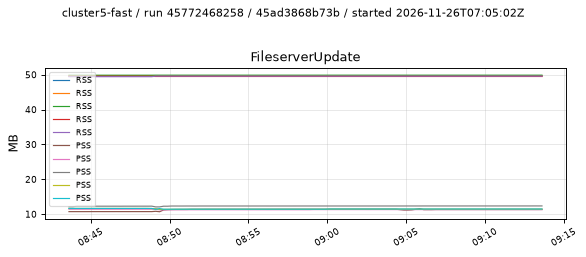 cluster5-fast / run 45772468258 / 45ad3868b73b / started 2026-11-26T07:05:02Z
FileserverUpdate
MB
50
40
30
20
10
RSS
RSS
RSS
RSS
RSS
PSS
PSS
PSS
PSS
PSS
08:45
08:50
08:55
09:00
09:05
09:10
09:15